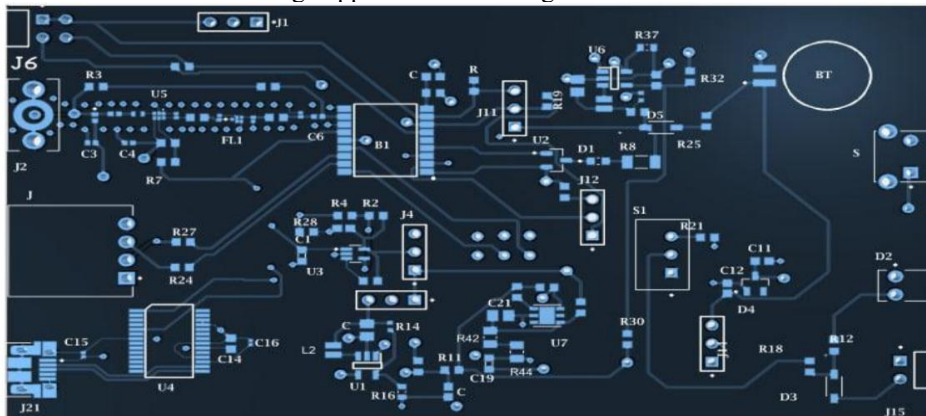 J1
R37
J6
U6
R3
C
R
R32
BT
U5
J11
R19
D5
C6
U2
FL1
B1
D1
R8
R25
S
C3
C4
J2
R7
J12
J
R4
R2
J4
S1
R28
R27
C1
R21
U3
C11
R24
C12
D2
C21
D4
C
R14
R30
R12
C15
C16
R42
L2
C14
U7
R11
R18
U4
U1
C19
R44
R16
C
D3
J21
J15